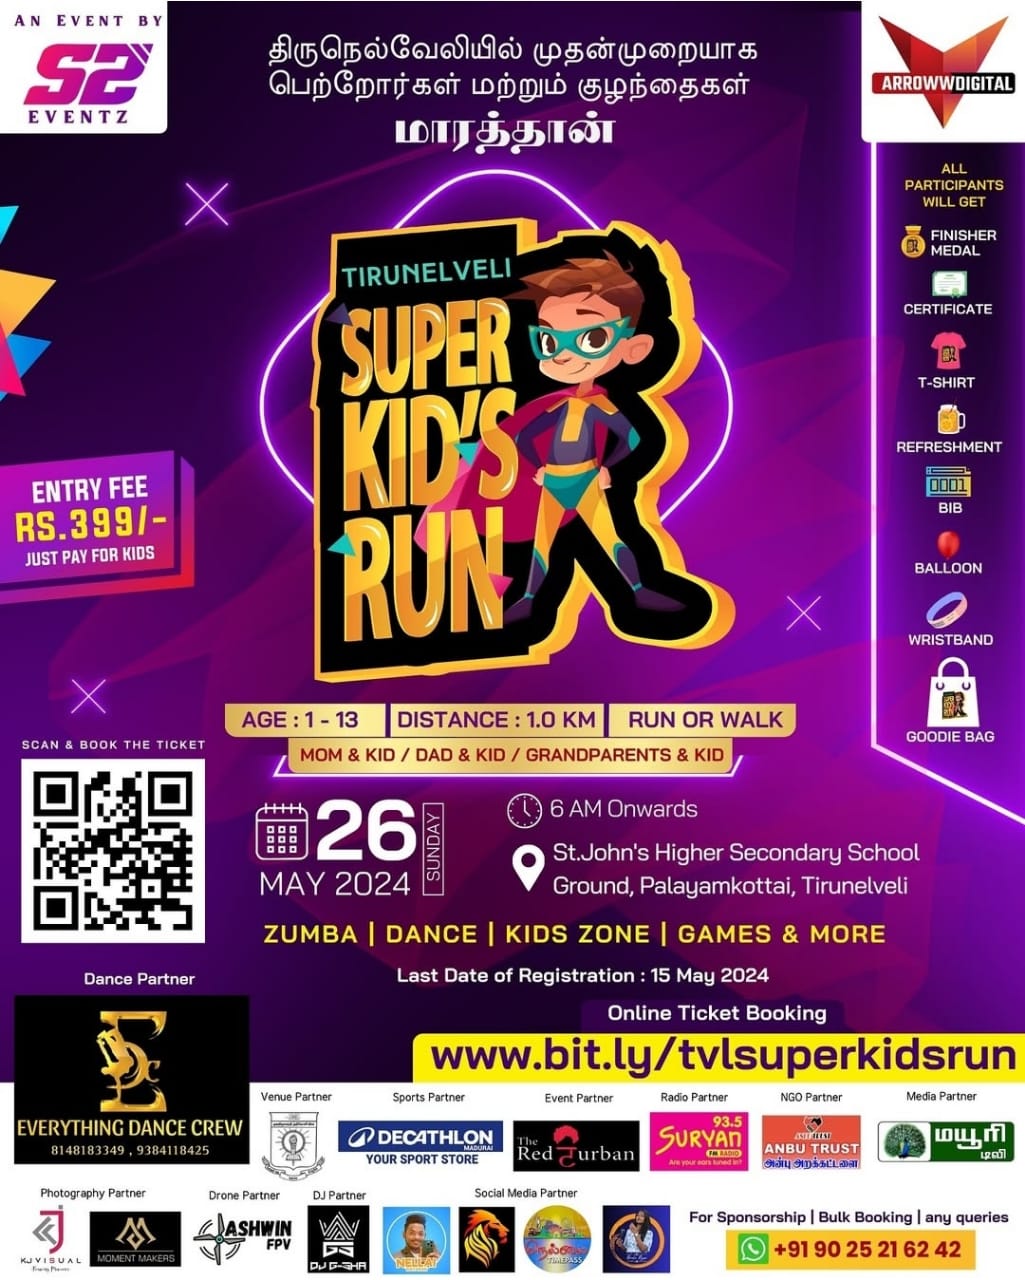 AN EVENT BY
S2
EVENTZ
திருநெல்வேலியில் முதன்முறையாக
பெற்றோர்கள் மற்றும் குழந்தைகள்
மாரத்தான்
ARROWWDIGITAL
ALL
PARTICIPANTS
WILL GET
FINISHER
MEDAL
CERTIFICATE
T-SHIRT
REFRESHMENT
0001
BIB
BALLOON
WRISTBAND
GOODIE BAG
TIRUNELVELI
SUPER
KID'S
RUN
ENTRY FEE
RS.399/-
JUST PAY FOR KIDS
AGE : 1 - 13
DISTANCE : 1.0 KM
RUN OR WALK
MOM & KID / DAD & KID / GRANDPARENTS & KID
SCAN & BOOK THE TICKET
26
SUNDAY
MAY 2024
6 AM Onwards
St.John's Higher Secondary School
Ground, Palayamkottai, Tirunelveli
ZUMBA | DANCE | KIDS ZONE | GAMES & MORE
Last Date of Registration : 15 May 2024
Online Ticket Booking
www.bit.ly/tvlsuperkidsrun
Dance Partner
EVERYTHING DANCE CREW
8148183349 , 9384118425
Venue Partner
Sports Partner
DECATHLON
MADURAI
YOUR SPORT STORE
Event Partner
The
Red Turban
Radio Partner
93.5
SURYAN
FM RADIO
Are your ears tuned in?
NGO Partner
ANBU TRUST
அன்பு அறக்கட்டளை
Media Partner
மயூரி
டிவி
Photography Partner
KJ VISUAL
MOMENT MAKERS
Drone Partner
ASHWIN
FPV
DJ Partner
DJ G-SHA
Social Media Partner
NELLAI
நெல்லை
TIMEPASS
For Sponsorship | Bulk Booking | any queries
+91 90 25 21 62 42